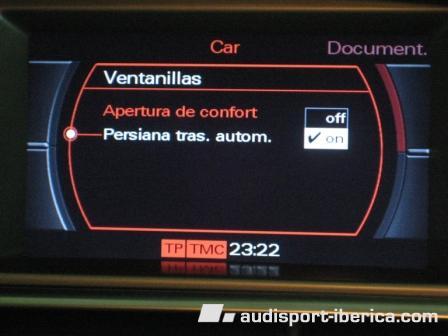 Car
Document.
Ventanillas
Apertura de confort
off
Persiana tras. autom.
✔ on
TP TMC 23:22
audisport-iberica.com